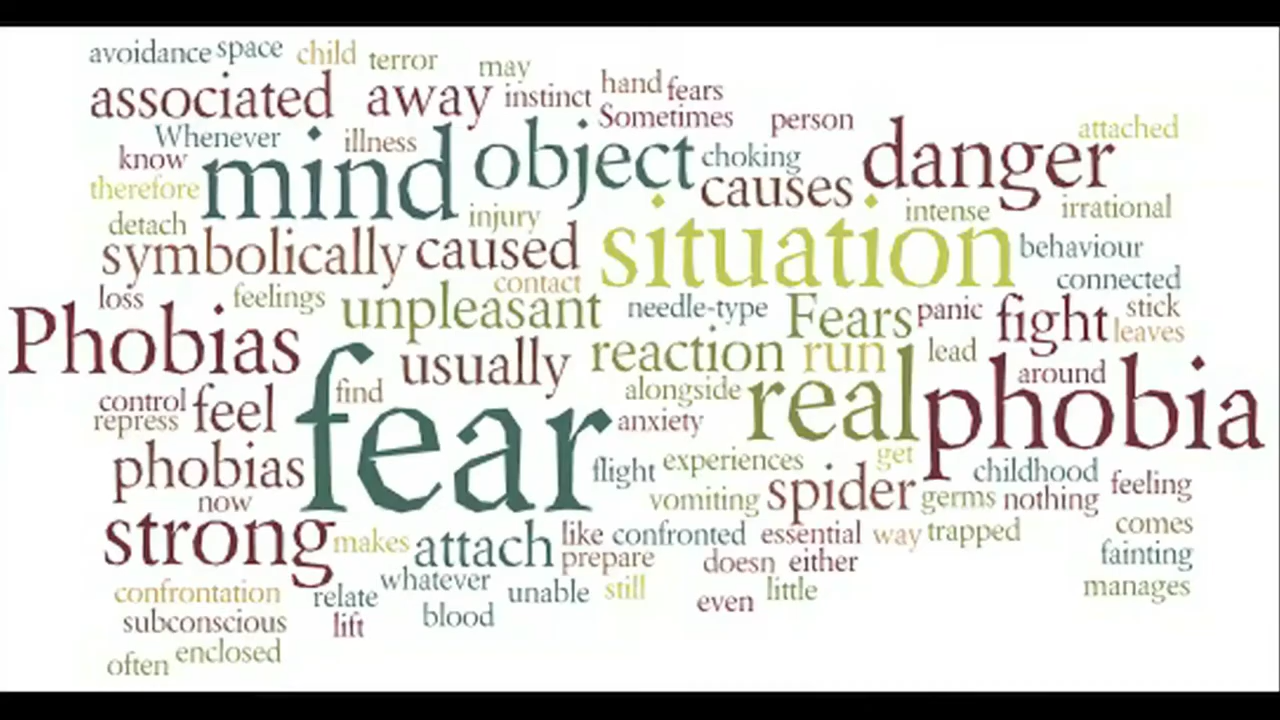 avoidance space child terror may
associated away instinct hand fears
Whenever illness Sometimes person attached
know mind object choking causes danger
therefore
detach injury situation intense irrational
symbolically caused behaviour
contact connected
loss feelings unpleasant needle-type Fears panic fight stick
leaves
Phobias usually reaction run lead
find alongside real around phobia
control feel fear anxiety
repress
phobias flight experiences get childhood feeling
now vomiting spider germs nothing
strong makes attach like confronted essential way trapped comes
prepare doesn either fainting
confrontation relate whatever unable still even little manages
subconscious lift blood
often enclosed